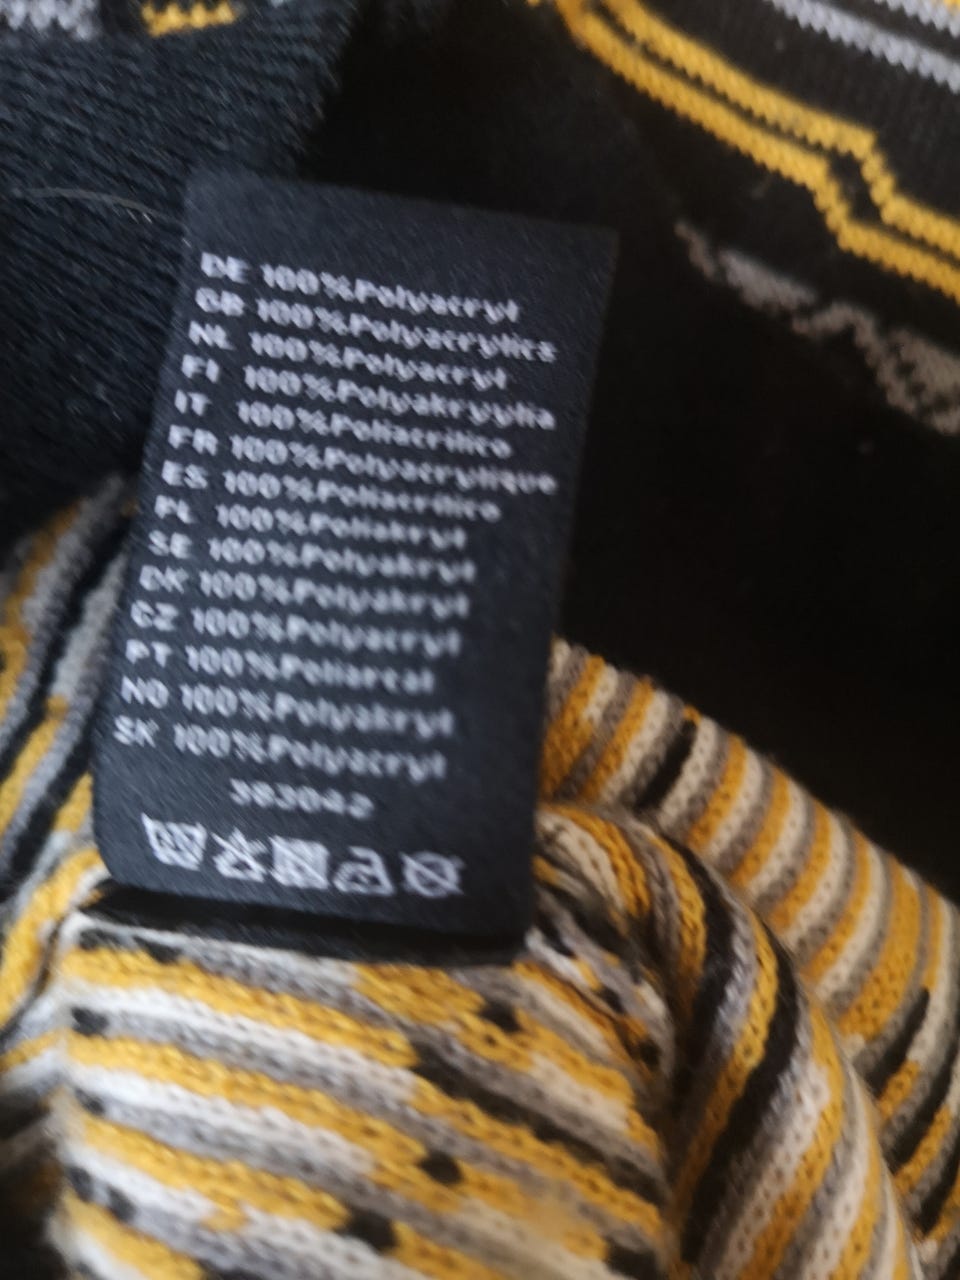 DE 100%Polyacryl
GB 100%Polyacrylics
NL 100%Polyacryl
FI 100%Polyakryylia
IT 100%Poliacrilico
FR 100%Polyacrylique
ES 100%Poliacrilico
PL 100%Poliakryl
SE 100%Polyakryl
DK 100%Polyakryl
CZ 100%Polyacryl
PT 100%Poliarcal
NO 100%Polyakryl
SK 100%Polyacryl
383042